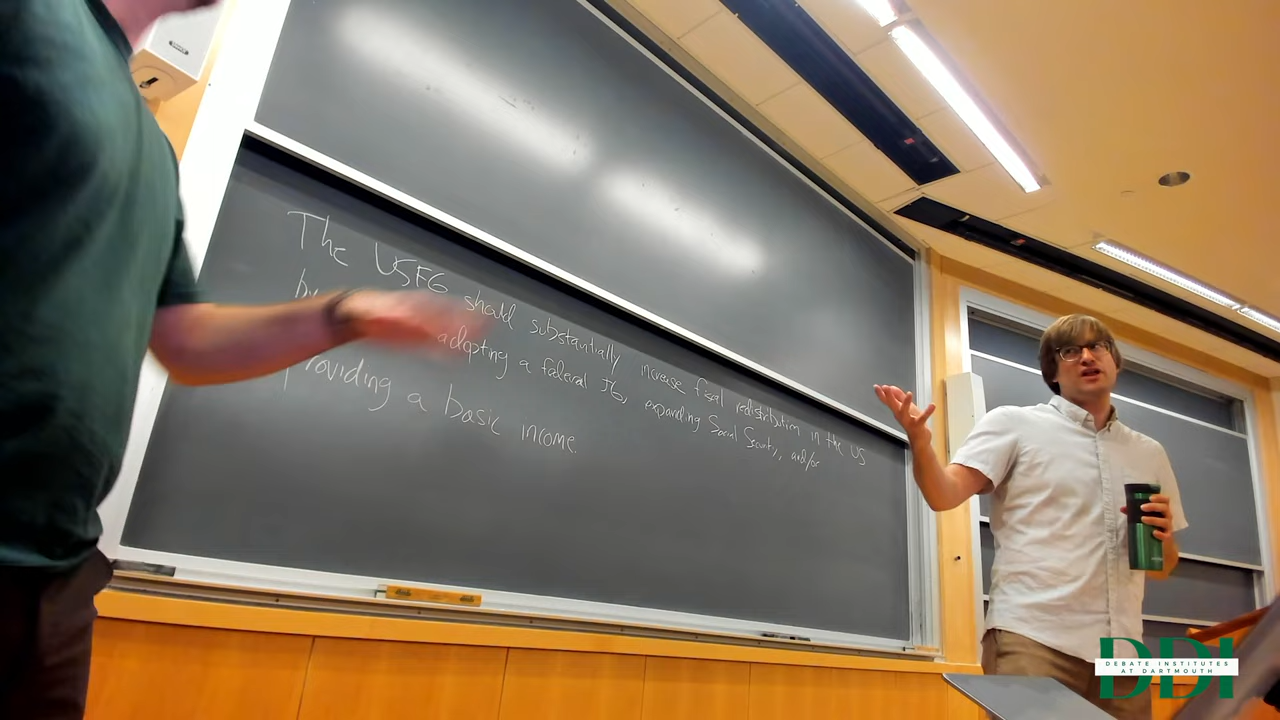 The USFG should substantially increase fiscal redistribution in the US
by adopting a federal JG, expanding Social Security, and/or
providing a basic income.
DDI
DEBATE INSTITUTES
AT DARTMOUTH